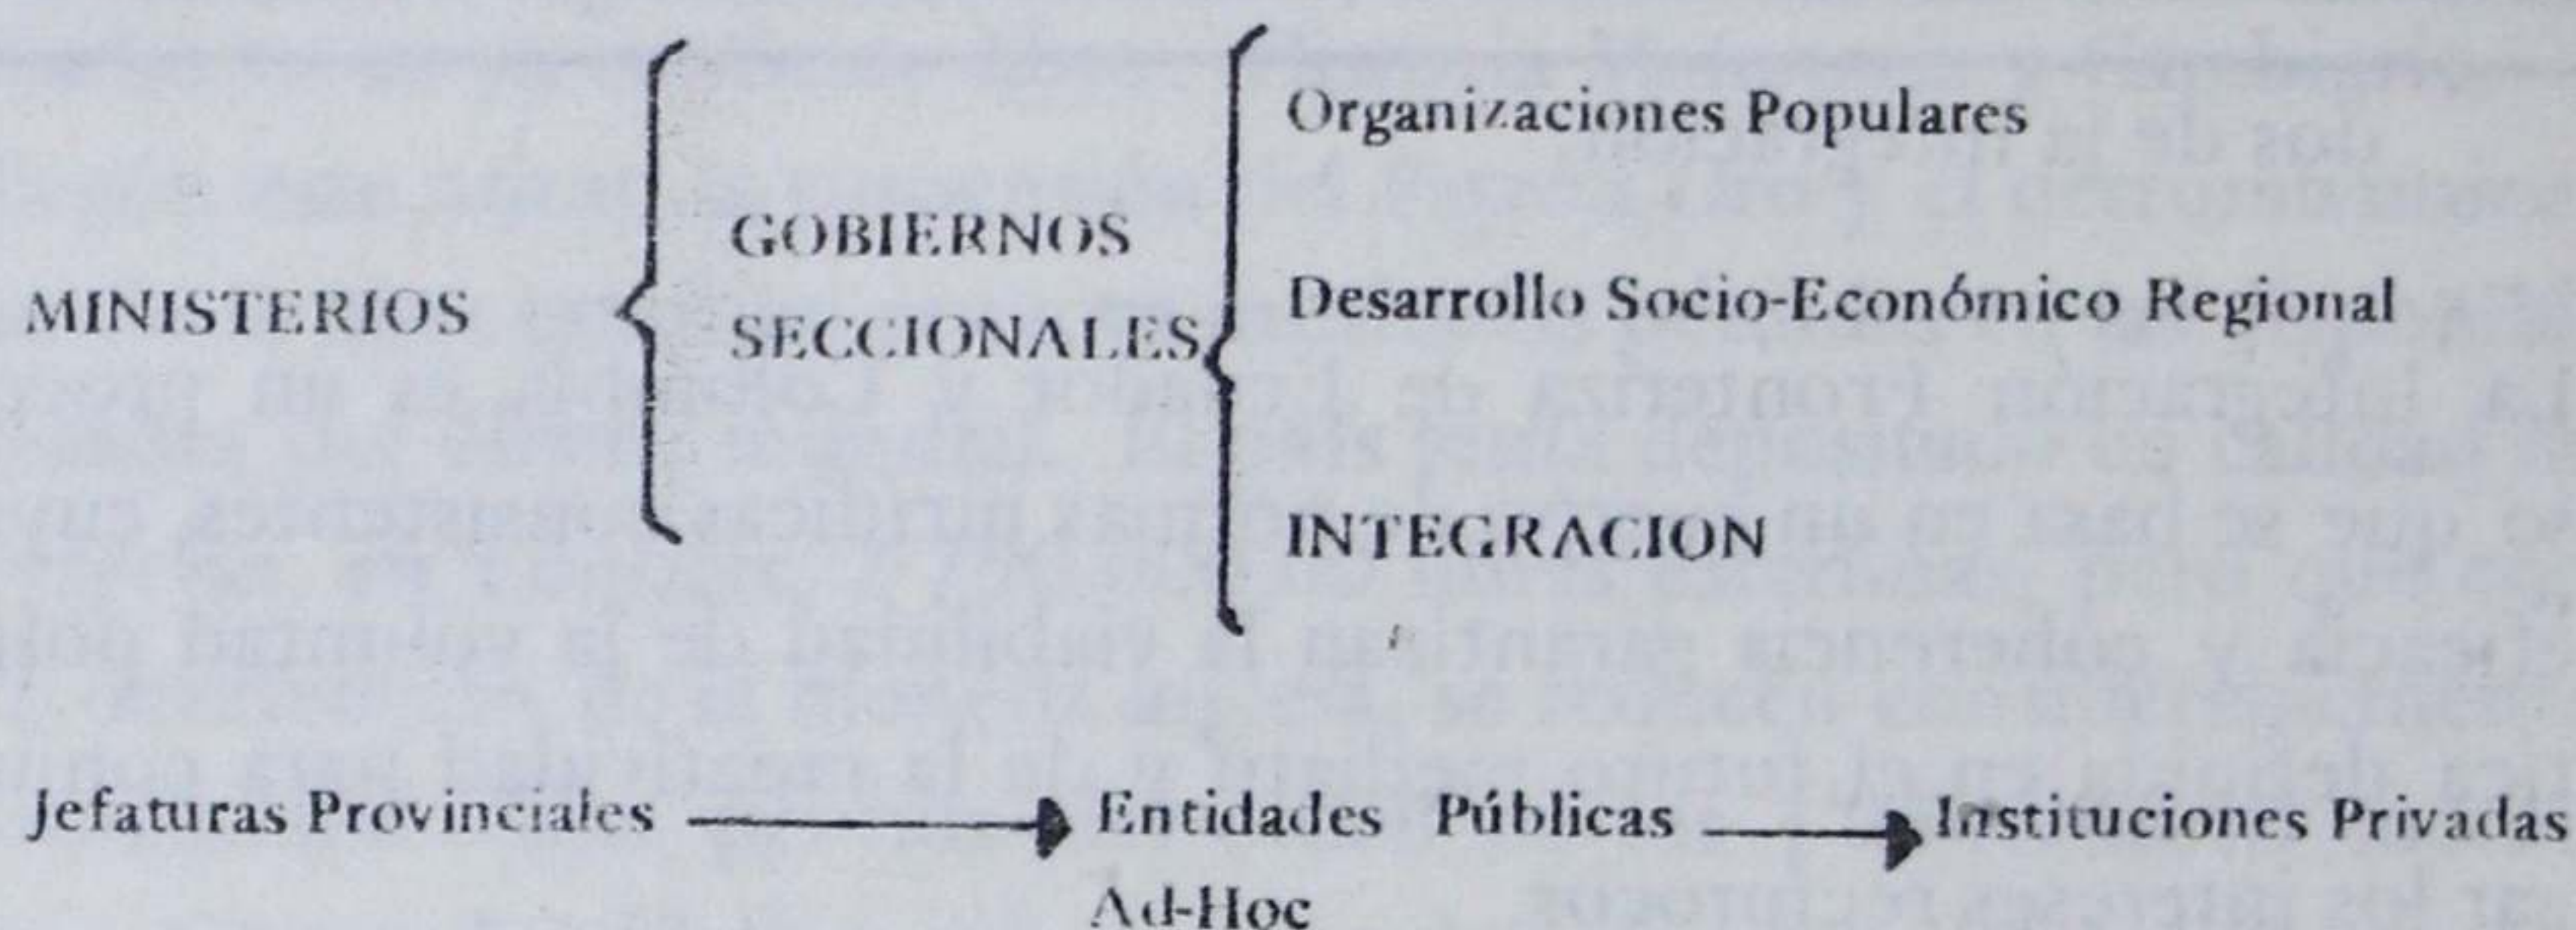 Organizaciones Populares
GOBIERNOS
MINISTERIOS
SECCIONALES
Desarrollo Socio-Económico Regional
INTEGRACION
Jefaturas Provinciales Entidades Públicas Instituciones Privadas
Ad-Hoc